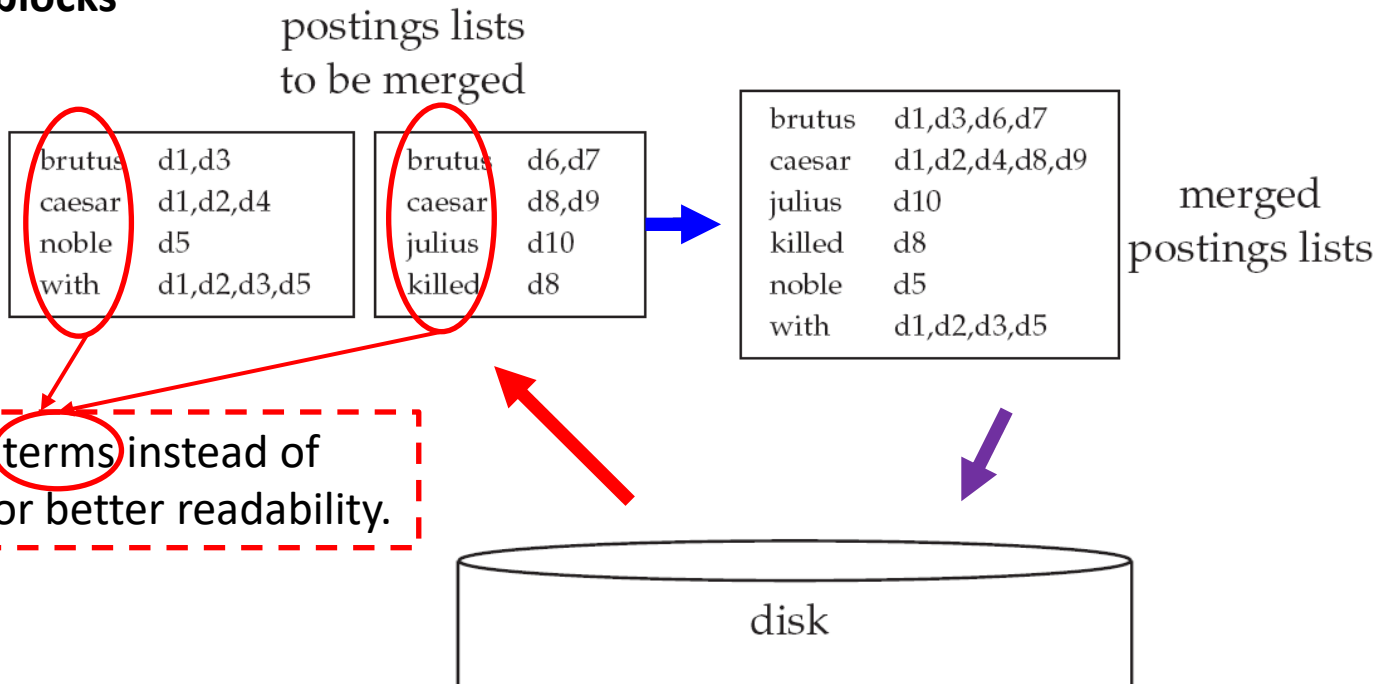 blocks
postings lists
to be merged
brutus d1,d3
caesar d1,d2,d4
noble d5
with d1,d2,d3,d5
brutus d6,d7
caesar d8,d9
julius d10
killed d8
brutus d1,d3,d6,d7
caesar d1,d2,d4,d8,d9
julius d10
killed d8
noble d5
with d1,d2,d3,d5
merged
postings lists
terms instead of
or better readability.
disk